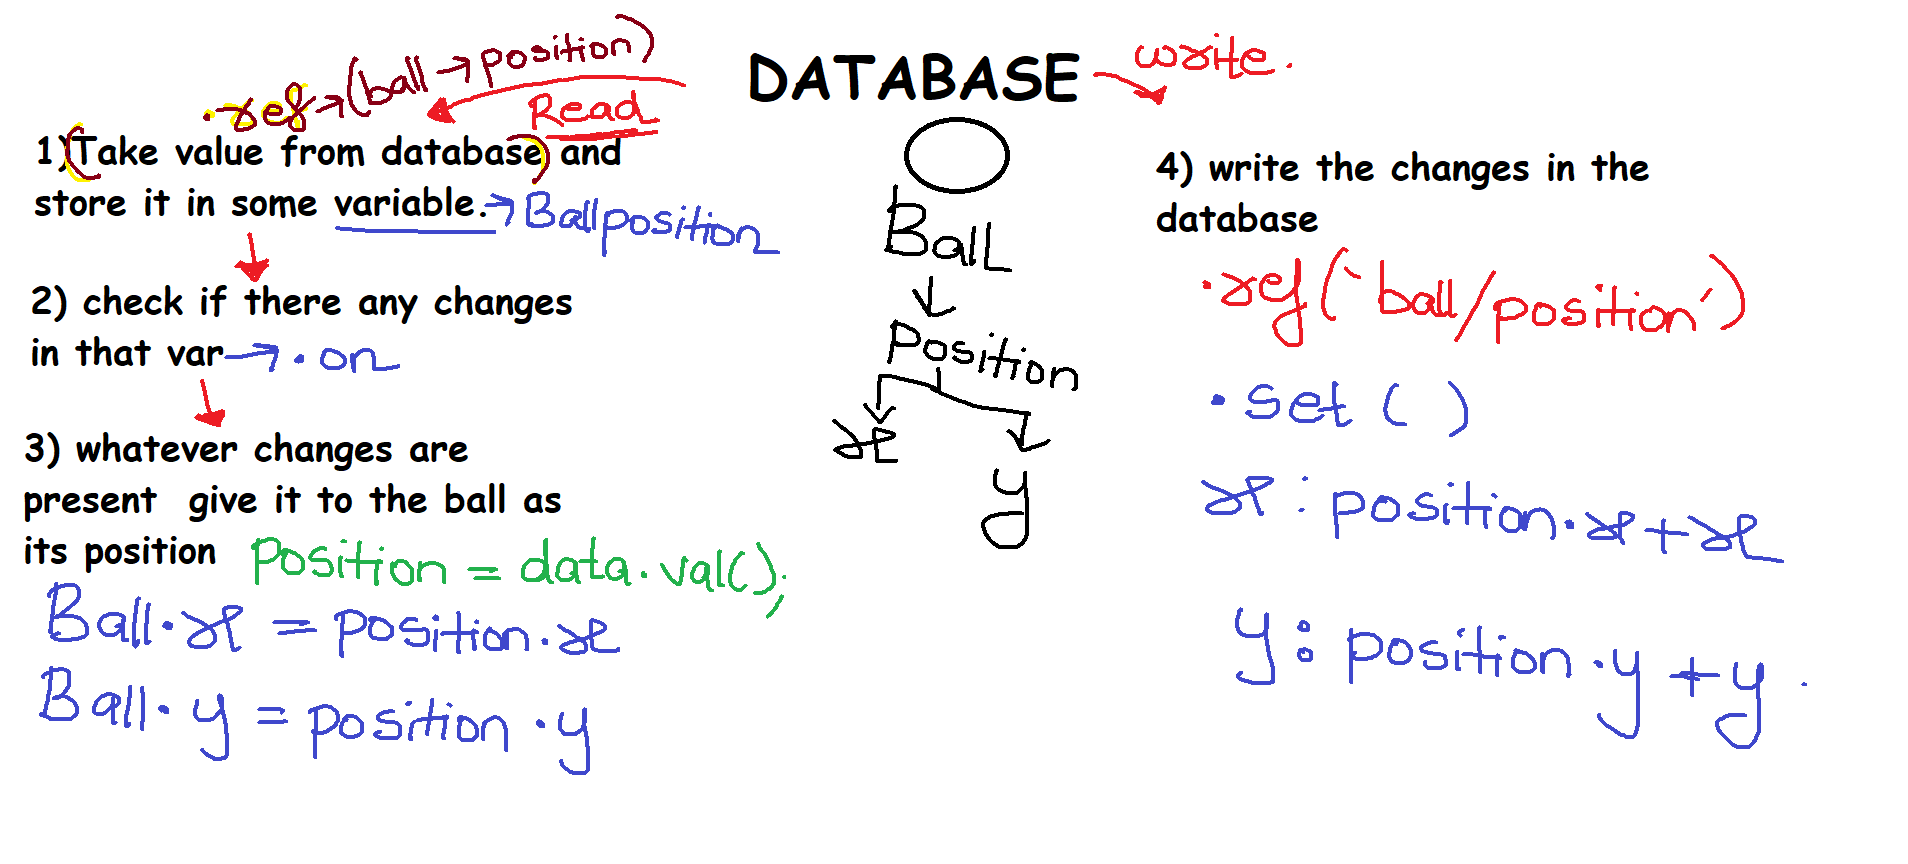 DATABASE
write.
.ref→(ball→position)
Read
1)(Take value from database) and
store it in some variable.→Ballposition
2) check if there any changes
in that var→.on
3) whatever changes are
present give it to the ball as
its position
Position = data.val();
Ball.x = position.x
Ball.y = position.y
Ball
Position
x
y
4) write the changes in the
database
.ref('ball/position')
.set ( )
x : position.x+x
y : position.y + y .